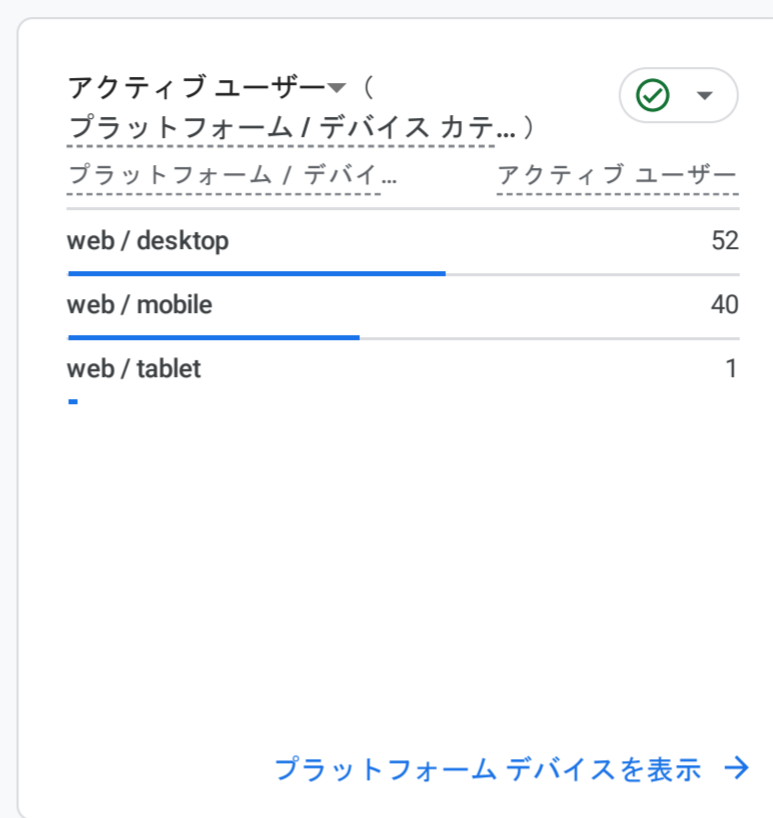 アクティブ ユーザー▼（
プラットフォーム / デバイス カテ... ）
プラットフォーム / デバイ... アクティブ ユーザー
web / desktop 52
web / mobile 40
web / tablet 1
プラットフォーム デバイスを表示 →